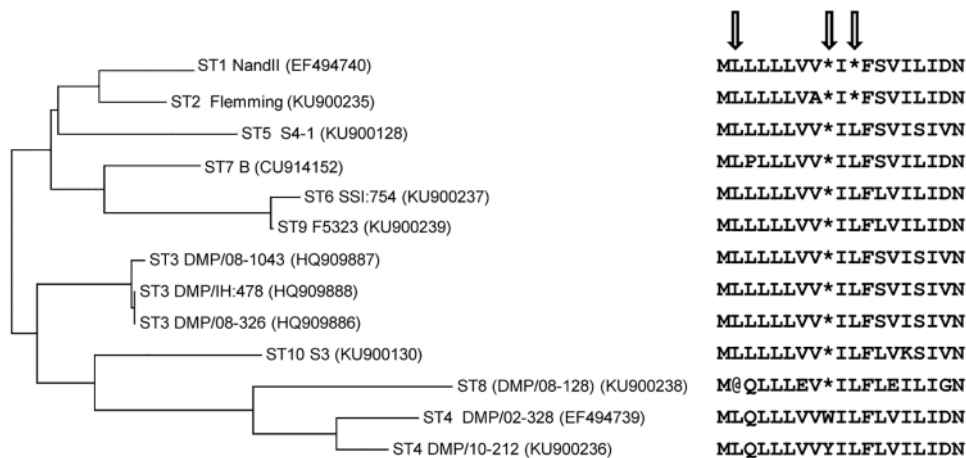 ST1 NandII (EF494740) MLLLLLVV*I*FSVILIDN
ST2 Flemming (KU900235) MLLLLLVA*I*FSVILIDN
ST5 S4-1 (KU900128) MLLLLLVV*ILFSVISIVN
ST7 B (CU914152) MLPLLLVV*ILFSVILIDN
ST6 SSI:754 (KU900237) MLLLLLVV*ILFLVILIDN
ST9 F5323 (KU900239) MLLLLLVV*ILFLVILIDN
ST3 DMP/08-1043 (HQ909887) MLLLLLVV*ILFSVISIVN
ST3 DMP/IH:478 (HQ909888) MLLLLLVV*ILFSVISIVN
ST3 DMP/08-326 (HQ909886) MLLLLLVV*ILFSVISIVN
ST10 S3 (KU900130) MLLLLLVV*ILFLVKSIVN
ST8 (DMP/08-128) (KU900238) M@QLLLEV*ILFLEILIGN
ST4 DMP/02-328 (EF494739) MLQLLLVVWILFLVILIDN
ST4 DMP/10-212 (KU900236) MLQLLLVVYILFLVILIDN